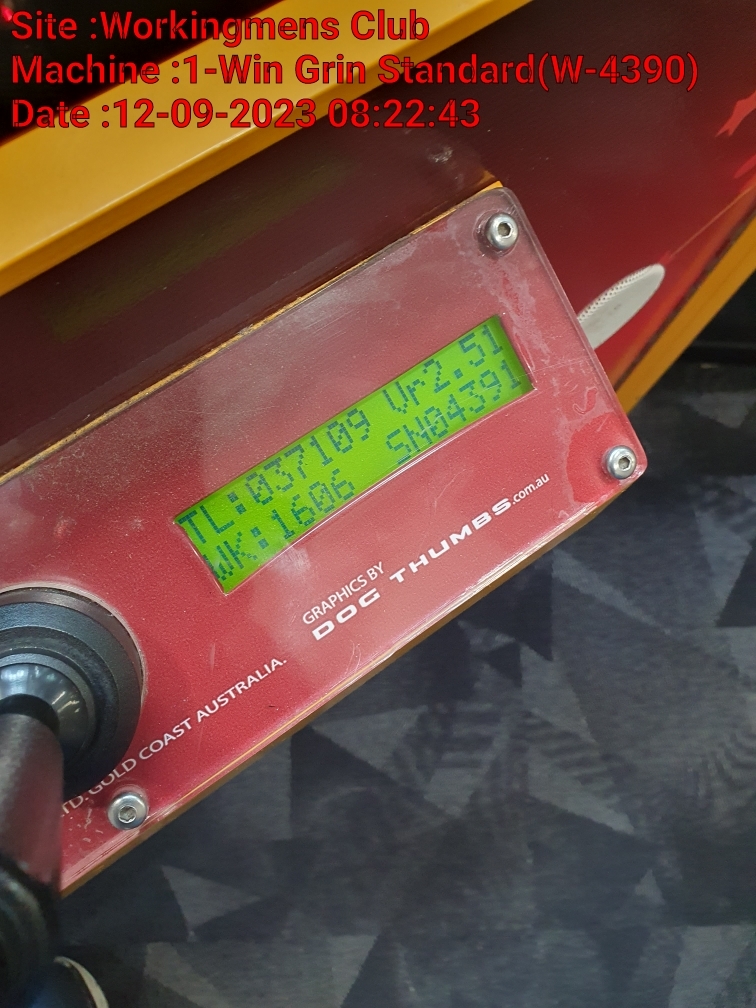 Site :Workingmens Club
Machine :1-Win Grin Standard(W-4390)
Date :12-09-2023 08:22:43
TL:037109 Vr2.51
WK:1606 SN04391
GRAPHICS BY
DOG THUMBS.com.au
TD. GOLD COAST AUSTRALIA.